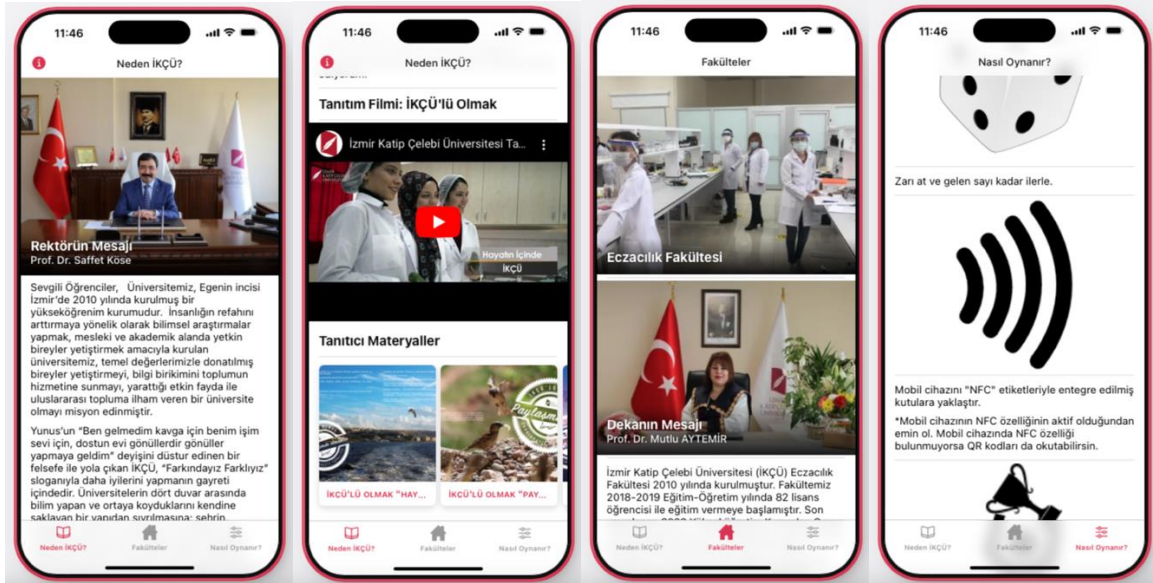 11:46
Neden İKÇÜ?
Rektörün Mesajı
Prof. Dr. Saffet Köse
Sevgili Öğrenciler, Üniversitemiz, Egenin incisi
İzmir'de 2010 yılında kurulmuş bir
yükseköğrenim kurumudur. İnsanlığın refahını
arttırmaya yönelik olarak bilimsel araştırmalar
yapmak, mesleki ve akademik alanda yetkin
bireyler yetiştirmek amacıyla kurulan
üniversitemiz, temel değerlerimizle donatılmış
bireyler yetiştirmeyi, bilgi birikimini toplumun
hizmetine sunmayı, yarattığı etkin fayda ile
uluslararası topluma ilham veren bir üniversite
olmayı misyon edinmiştir.
Yunus'un "Ben gelmedim kavga için benim işim
sevi için, dostun evi gönüllerdir gönüller
yapmaya geldim" deyişini düstur edinen bir
felsefe ile yola çıkan İKÇÜ, "Farkındayız Farklıyız"
sloganıyla daha iyilerini yapmanın gayreti
içindedir. Üniversitelerin dört duvar arasında
bilim yapan ve ortaya koyduklarını kendine
saklayan bir yapıdan sıyrılmasına; şehrin
Neden İKÇÜ?
Fakülteler
Nasıl Oynanır?
11:46
Neden İKÇÜ?
Tanıtım Filmi: İKÇÜ'lü Olmak
İzmir Katip Çelebi Üniversitesi Ta...
Hayatın İçinde
İKÇÜ
Tanıtıcı Materyaller
Paylaşmak
İKCÜ'LÜ OLMAK "HAY...
İKCÜ'LÜ OLMAK "PAY...
Neden İKÇÜ?
Fakülteler
Nasıl Oynanır?
11:46
Fakülteler
Eczacılık Fakültesi
Dekanın Mesajı
Prof. Dr. Mutlu AYTEMİR
İzmir Katip Çelebi Üniversitesi (İKÇÜ) Eczacılık
Fakültesi 2010 yılında kurulmuştur. Fakültemiz
2018-2019 Eğitim-Öğretim yılında 82 lisans
öğrencisi ile eğitim vermeye başlamıştır. Son
Neden İKÇÜ?
Fakülteler
Nasıl Oynanır?
11:46
Nasıl Oynanır?
Zarı at ve gelen sayı kadar ilerle.
Mobil cihazını "NFC" etiketleriyle entegre edilmiş
kutulara yaklaştır.
*Mobil cihazının NFC özelliğinin aktif olduğundan
emin ol. Mobil cihazında NFC özelliği
bulunmuyorsa QR kodları da okutabilirsin.
Neden İKÇÜ?
Fakülteler
Nasıl Oynanır?